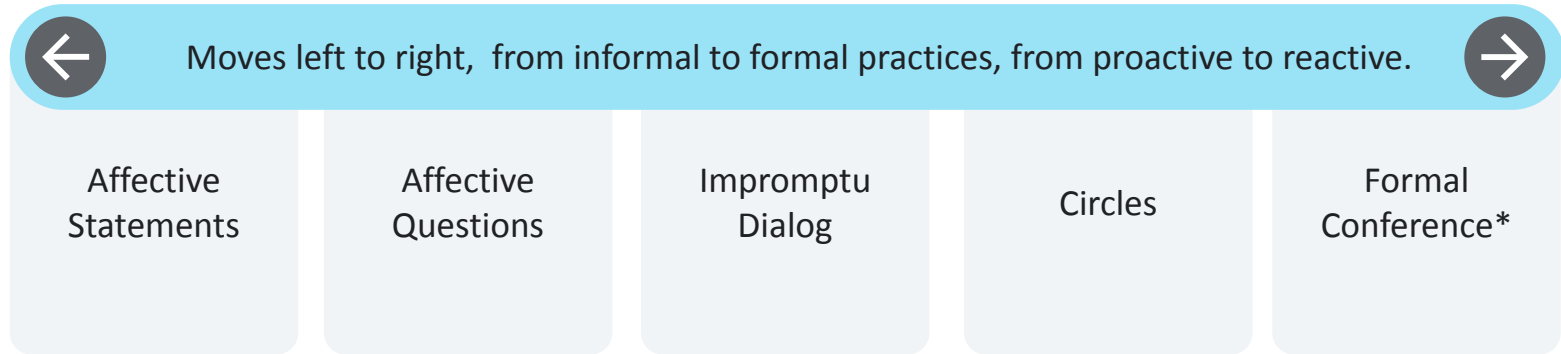 Moves left to right,  from informal to formal practices, from proactive to reactive.
Affective
Statements
Affective
Questions
Impromptu
Dialog
Circles
Formal
Conference*